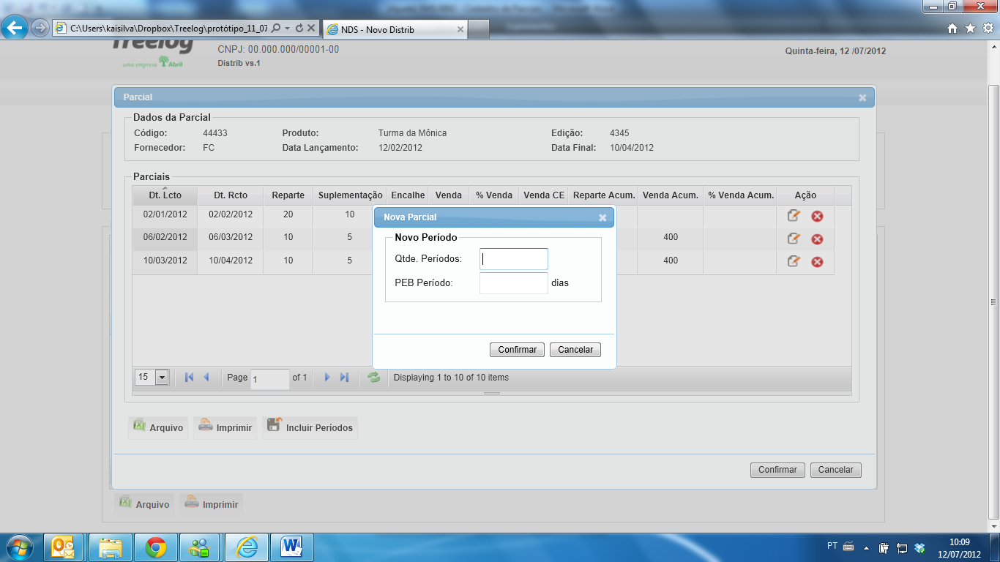 C:\Users\kaisilva\Dropbox\Treelog\protótipo_11_07
NDS - Novo Distrib
Treelog
uma empresa Abril
CNPJ: 00.000.000/00001-00
Distrib vs.1
Quinta-feira, 12 /07/2012
Parcial
Dados da Parcial
Código: 44433 Produto: Turma da Mônica Edição: 4345
Fornecedor: FC Data Lançamento: 12/02/2012 Data Final: 10/04/2012
Parciais
Dt. Lcto Dt. Rcto Reparte Suplementação Encalhe Venda % Venda Venda CE Reparte Acum. Venda Acum. % Venda Acum. Ação
02/01/2012 02/02/2012 20 10
06/02/2012 06/03/2012 10 5 400
10/03/2012 10/04/2012 10 5 400
Nova Parcial
Novo Período
Qtde. Períodos:
PEB Período: dias
Confirmar Cancelar
15 Page 1 of 1 Displaying 1 to 10 of 10 items
Arquivo Imprimir Incluir Períodos
Confirmar Cancelar
Arquivo Imprimir
PT 10:09
12/07/2012